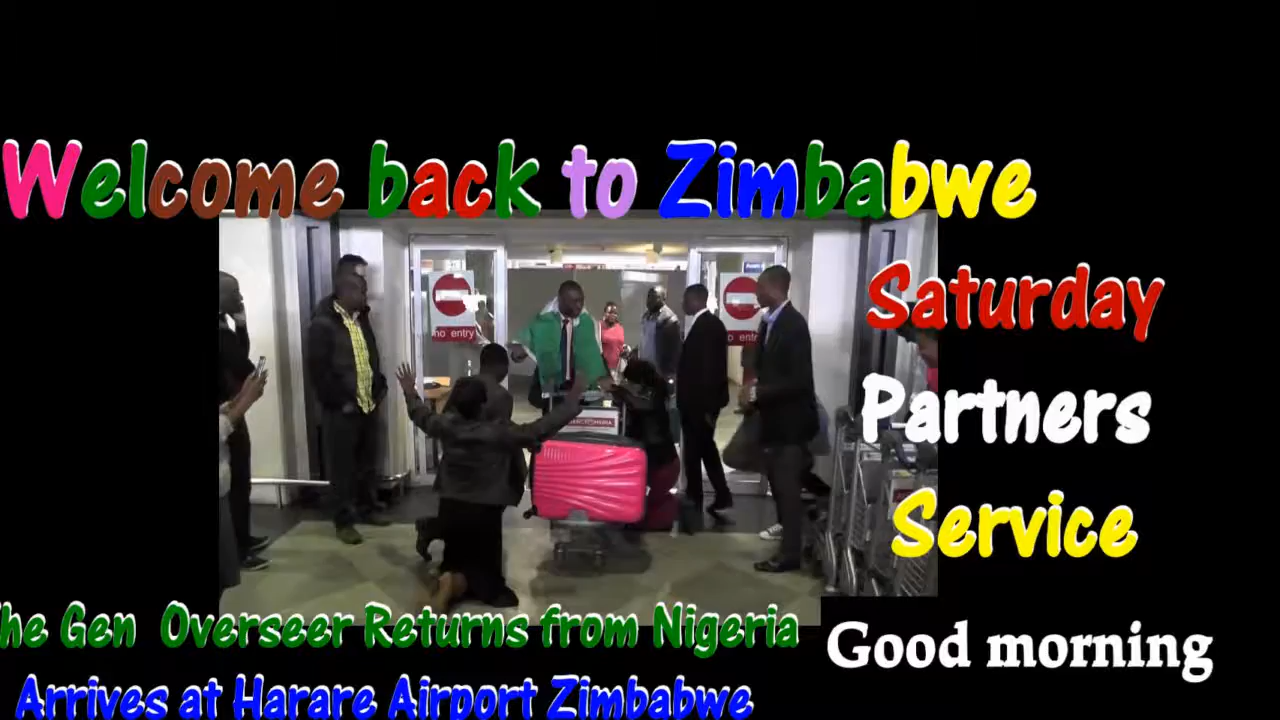 Welcome back to Zimbabwe
no entry
no entry
Saturday
Partners
Service
he Gen Overseer Returns from Nigeria
Good morning
Arrives at Harare Airport Zimbabwe